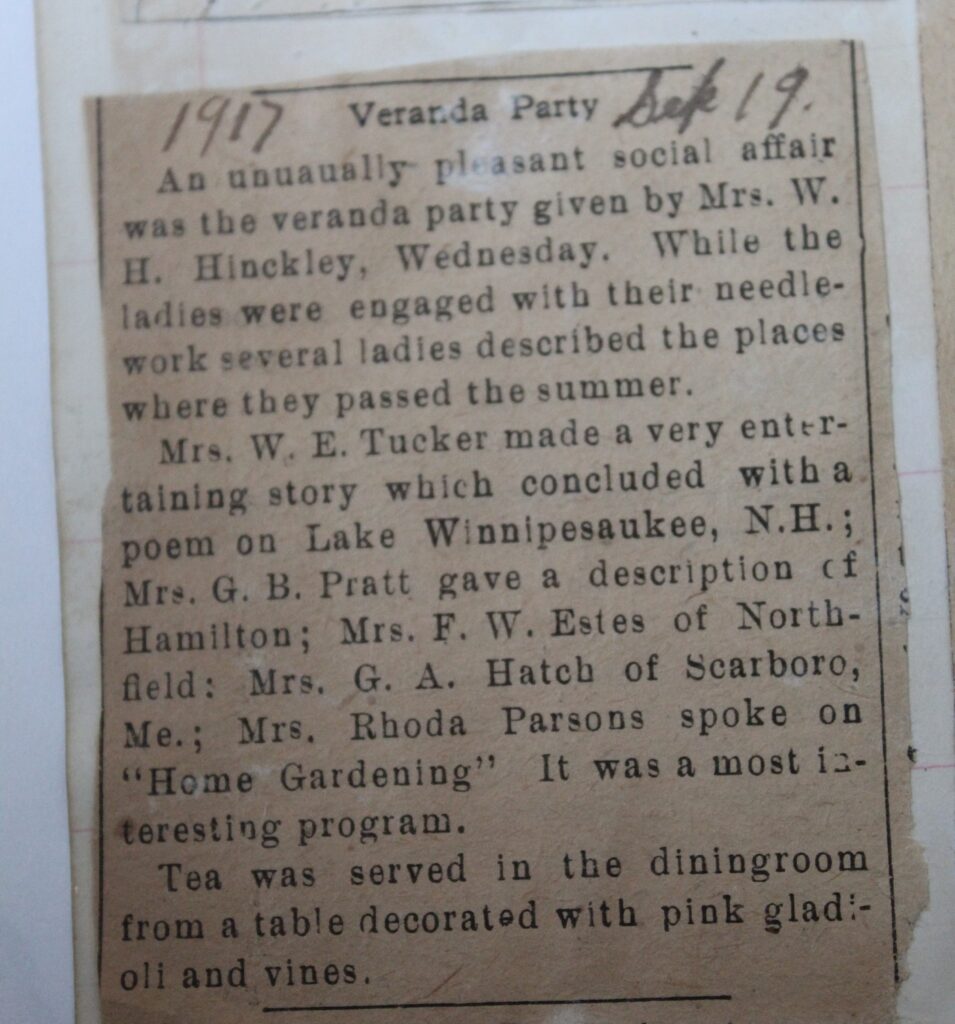 1917 Veranda Party Sep 19.
An unuaually pleasant social affair
was the veranda party given by Mrs. W.
H. Hinckley, Wednesday. While the
ladies were engaged with their needle-
work several ladies described the places
where they passed the summer.
Mrs. W. E. Tucker made a very enter-
taining story which concluded with a
poem on Lake Winnipesaukee, N.H.;
Mrs. G. B. Pratt gave a description of
Hamilton; Mrs. F. W. Estes of North-
field: Mrs. G. A. Hatch of Scarboro,
Me.; Mrs. Rhoda Parsons spoke on
“Home Gardening” It was a most in-
teresting program.
Tea was served in the diningroom
from a table decorated with pink gladi-
oli and vines.